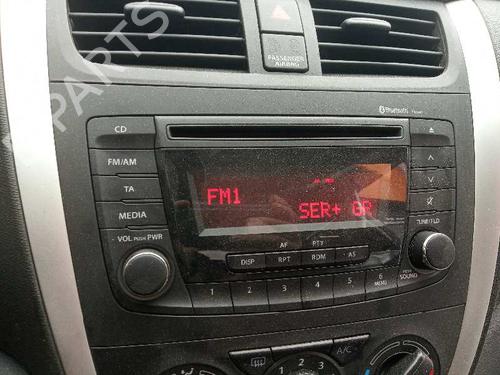 PARTS
PASSENGER
AIRBAG
Bluetooth
CD
FM/AM
TA
MEDIA
VOL PUSH PWR
FM1
SER+ GR
TUNE/FLD
PUSH
SOUND
AF
PTY
DISP
RPT
RDM
AS
1
2
3
4
5
6
MENU
A/C